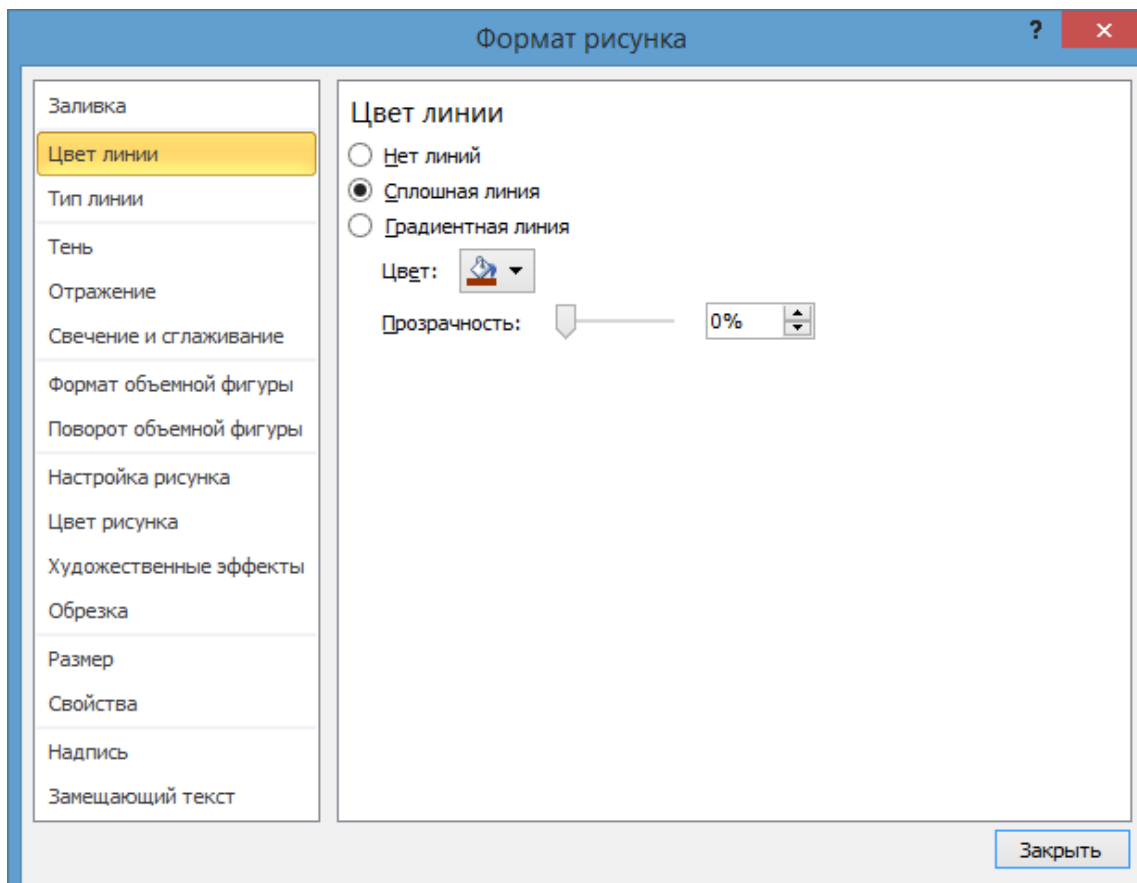 Формат рисунка
?
Заливка
Цвет линии
Тип линии
Тень
Отражение
Свечение и сглаживание
Формат объемной фигуры
Поворот объемной фигуры
Настройка рисунка
Цвет рисунка
Художественные эффекты
Обрезка
Размер
Свойства
Надпись
Замещающий текст
Цвет линии
Нет линий
Сплошная линия
Градиентная линия
Цвет:
Прозрачность: 0%
Закрыть